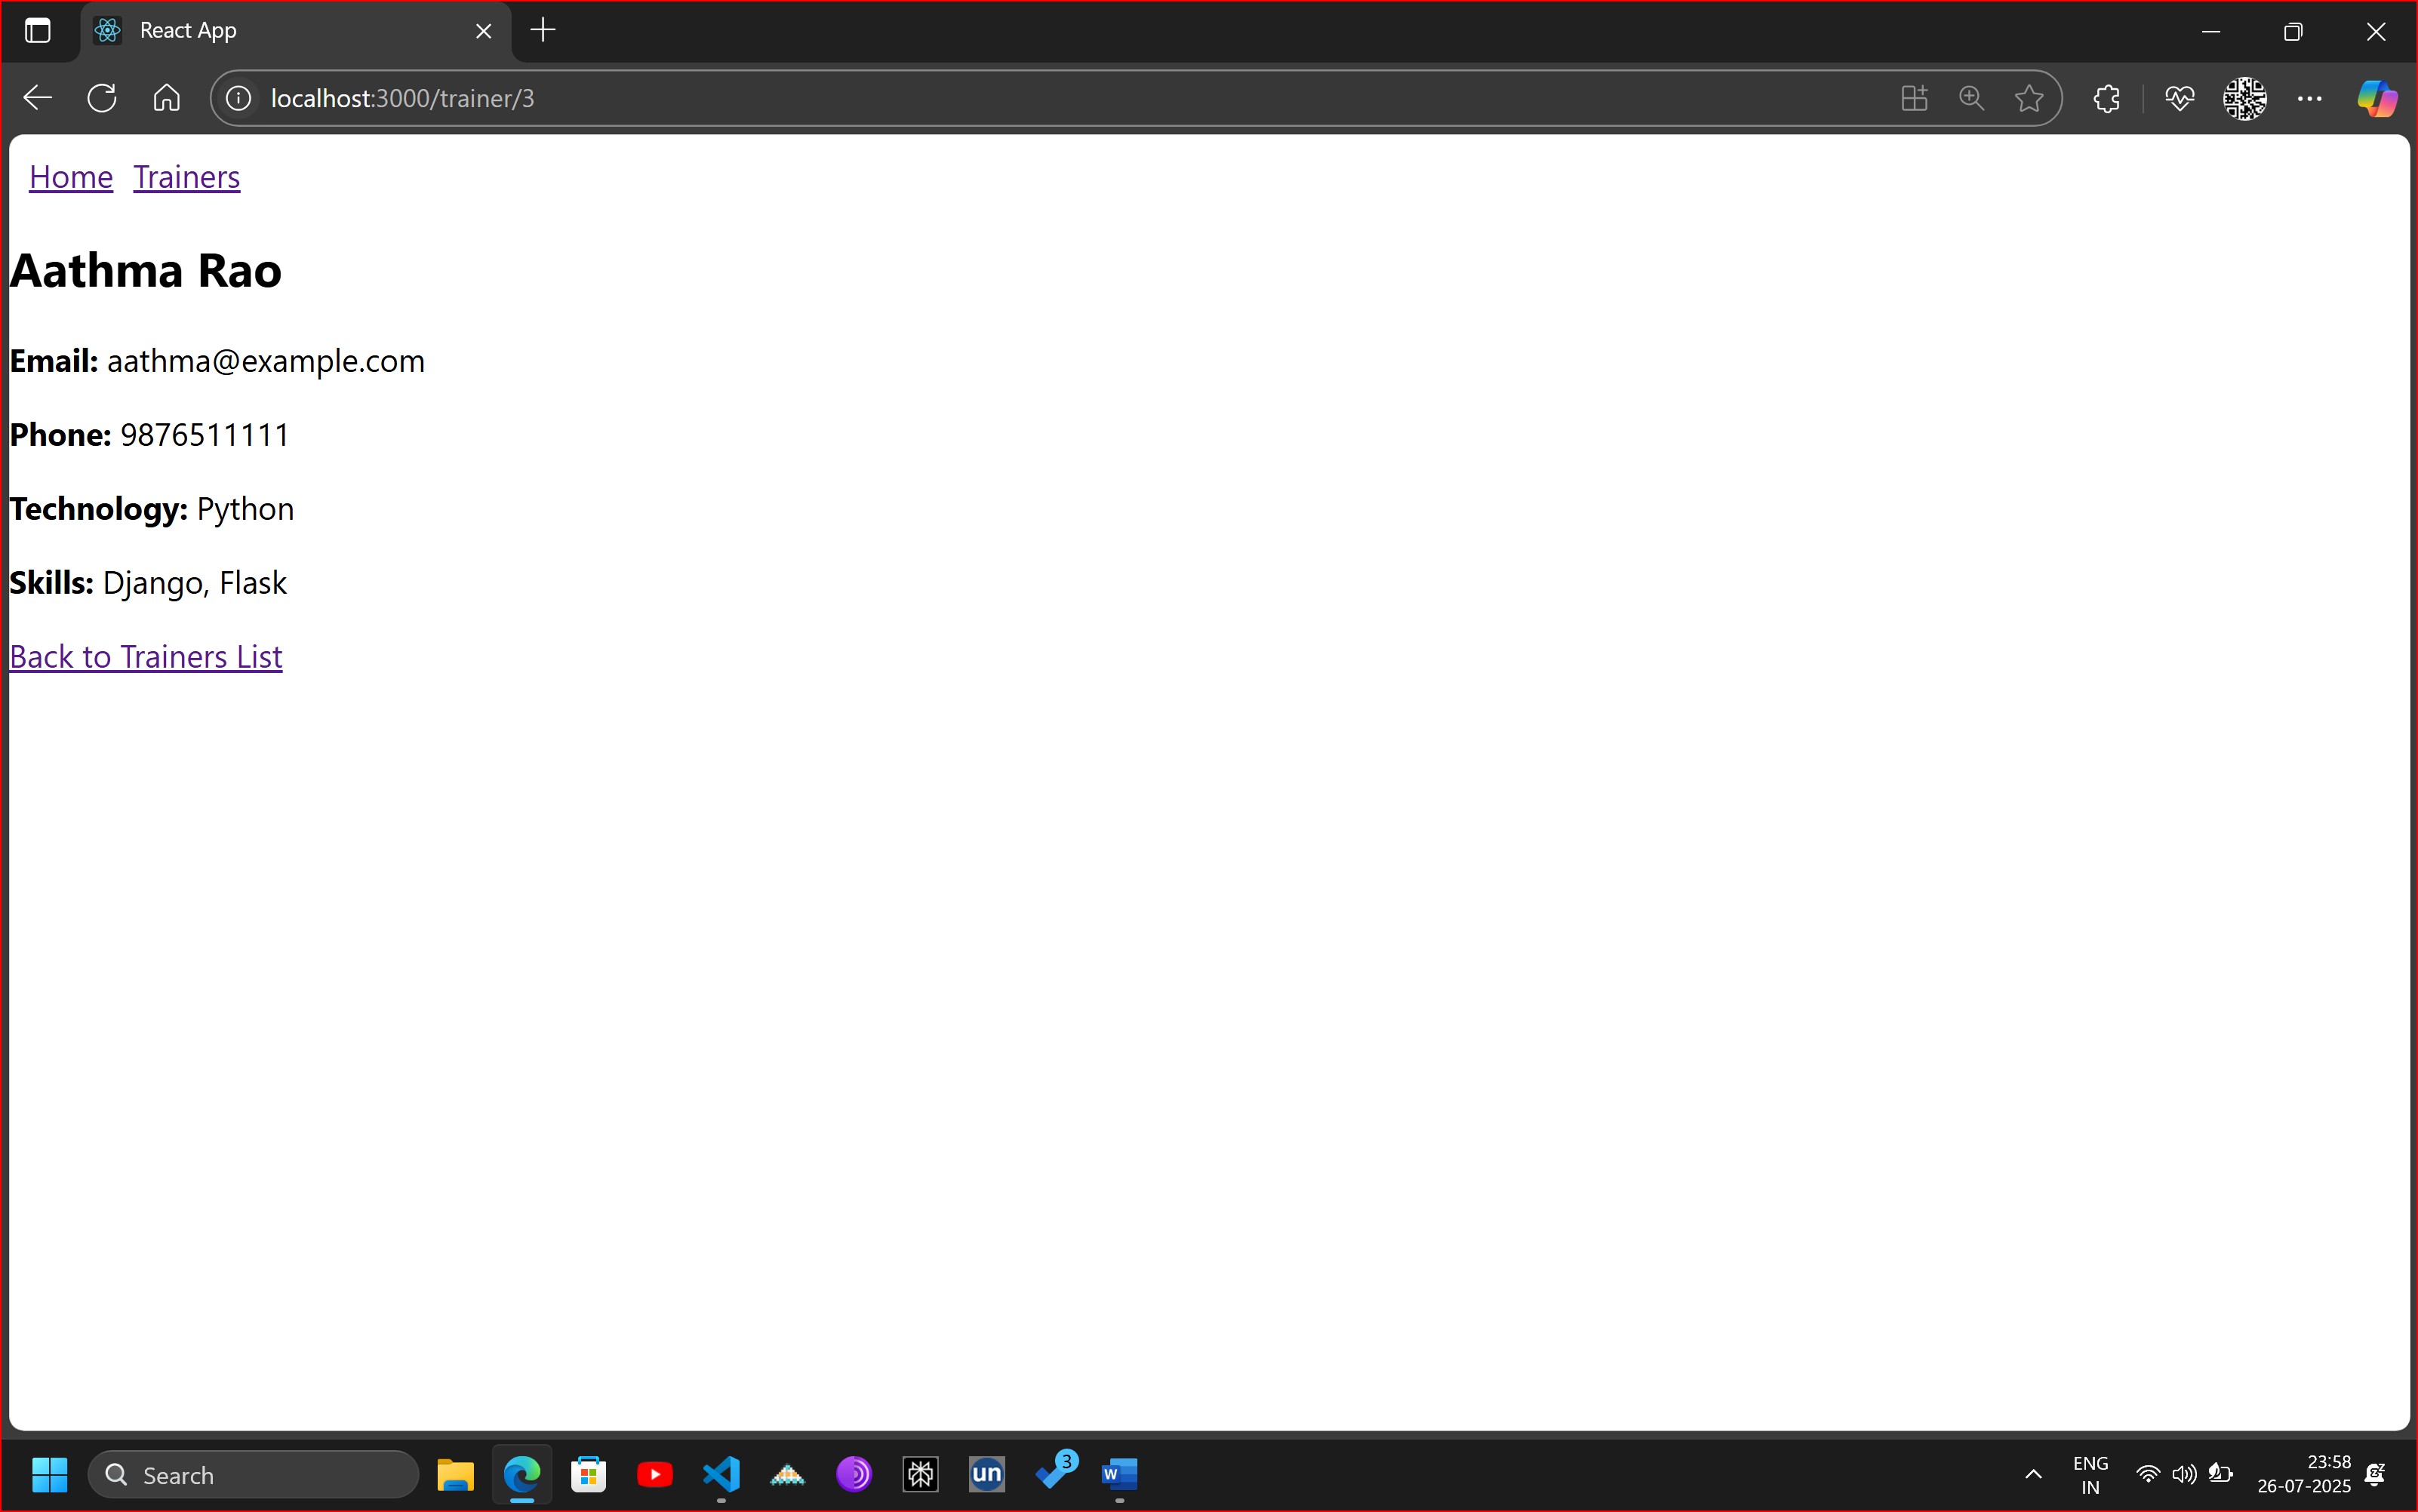 React App
localhost:3000/trainer/3
Home Trainers
Aathma Rao
Email: aathma@example.com
Phone: 9876511111
Technology: Python
Skills: Django, Flask
Back to Trainers List
Search
un
3
W
ENG
IN
23:58
26-07-2025